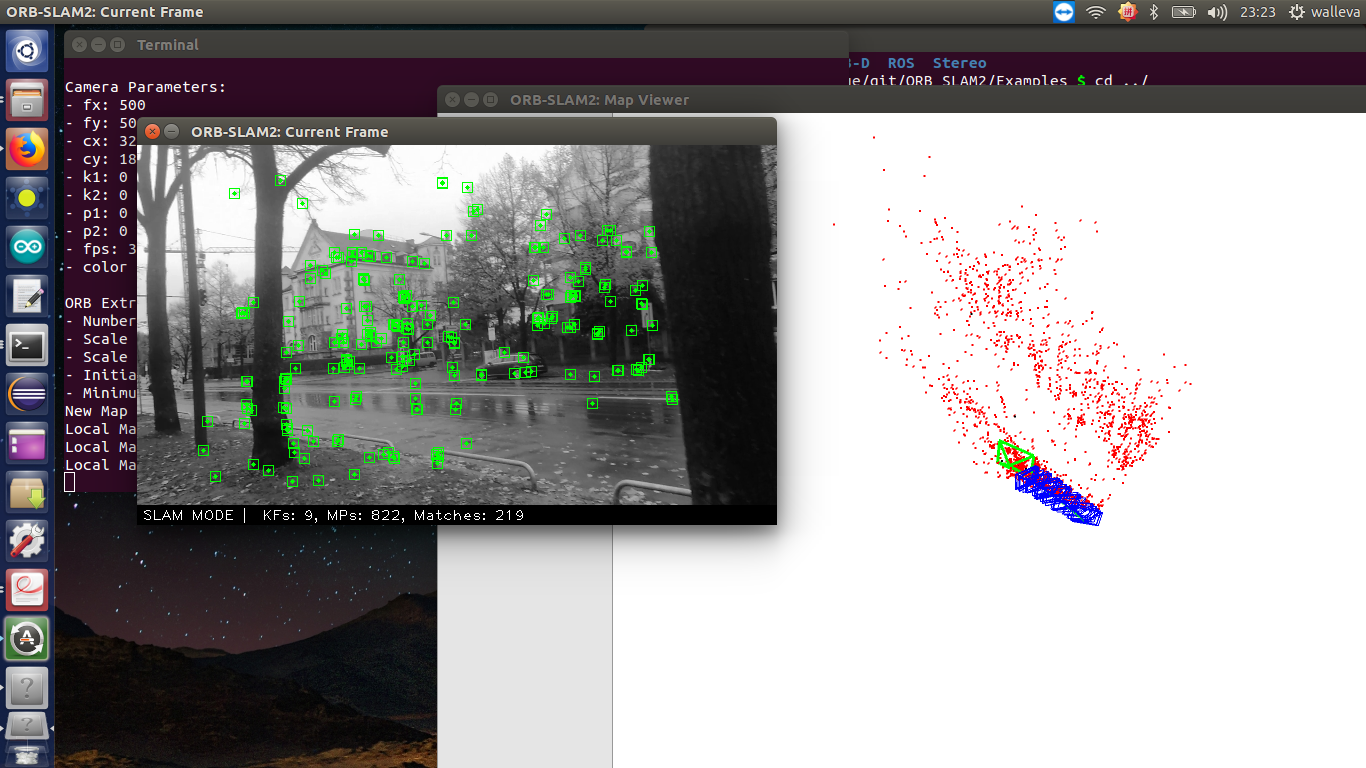 ORB-SLAM2: Current Frame
23:23
walleva
Terminal
B-D ROS Stereo
ge/git/ORB_SLAM2/Examples $ cd ../
ORB-SLAM2: Map Viewer
ORB-SLAM2: Current Frame
Camera Parameters:
- fx: 500
- fy: 50
- cx: 32
- cy: 18
- k1: 0
- k2: 0
- p1: 0
- p2: 0
- fps: 3
- color
ORB Extr
- Number
- Scale
- Scale
- Initia
- Minimu
New Map
Local Ma
Local Ma
Local Ma
SLAM MODE | KFs: 9, MPs: 822, Matches: 219